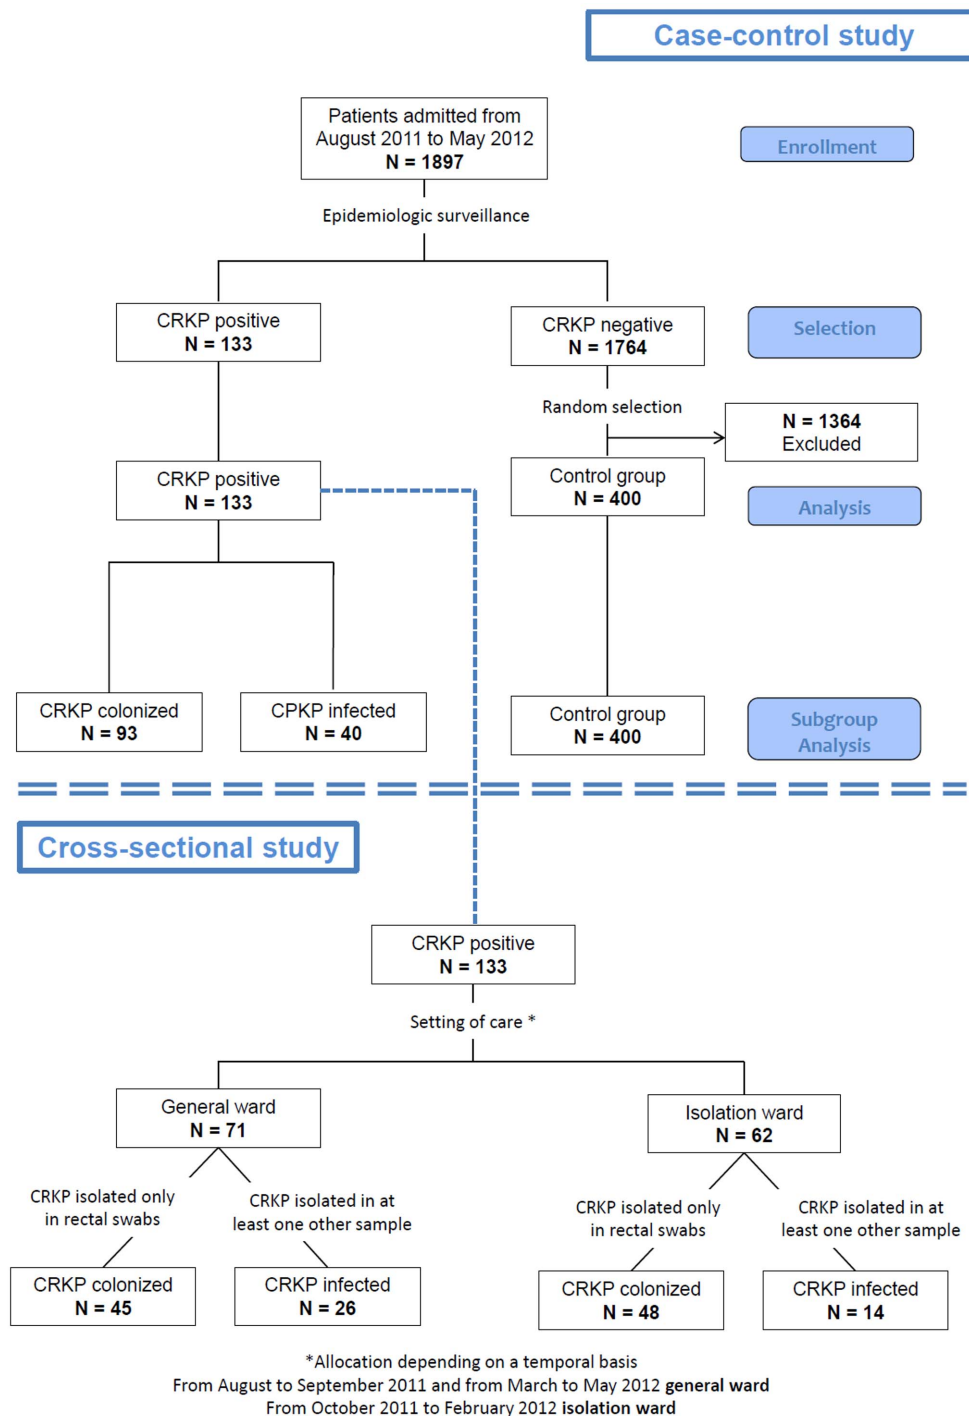 Case-control study
Patients admitted from
August 2011 to May 2012
N = 1897
Enrollment
Epidemiologic surveillance
CRKP positive
N = 133
CRKP negative
N = 1764
Selection
Random selection
N = 1364
Excluded
CRKP positive
N = 133
Control group
N = 400
Analysis
CRKP colonized
N = 93
CPKP infected
N = 40
Control group
N = 400
Subgroup
Analysis
Cross-sectional study
CRKP positive
N = 133
Setting of care *
General ward
N = 71
Isolation ward
N = 62
CRKP isolated only
in rectal swabs
CRKP isolated in at
least one other sample
CRKP isolated only
in rectal swabs
CRKP isolated in at
least one other sample
CRKP colonized
N = 45
CRKP infected
N = 26
CRKP colonized
N = 48
CRKP infected
N = 14
*Allocation depending on a temporal basis
From August to September 2011 and from March to May 2012 general ward
From October 2011 to February 2012 isolation ward